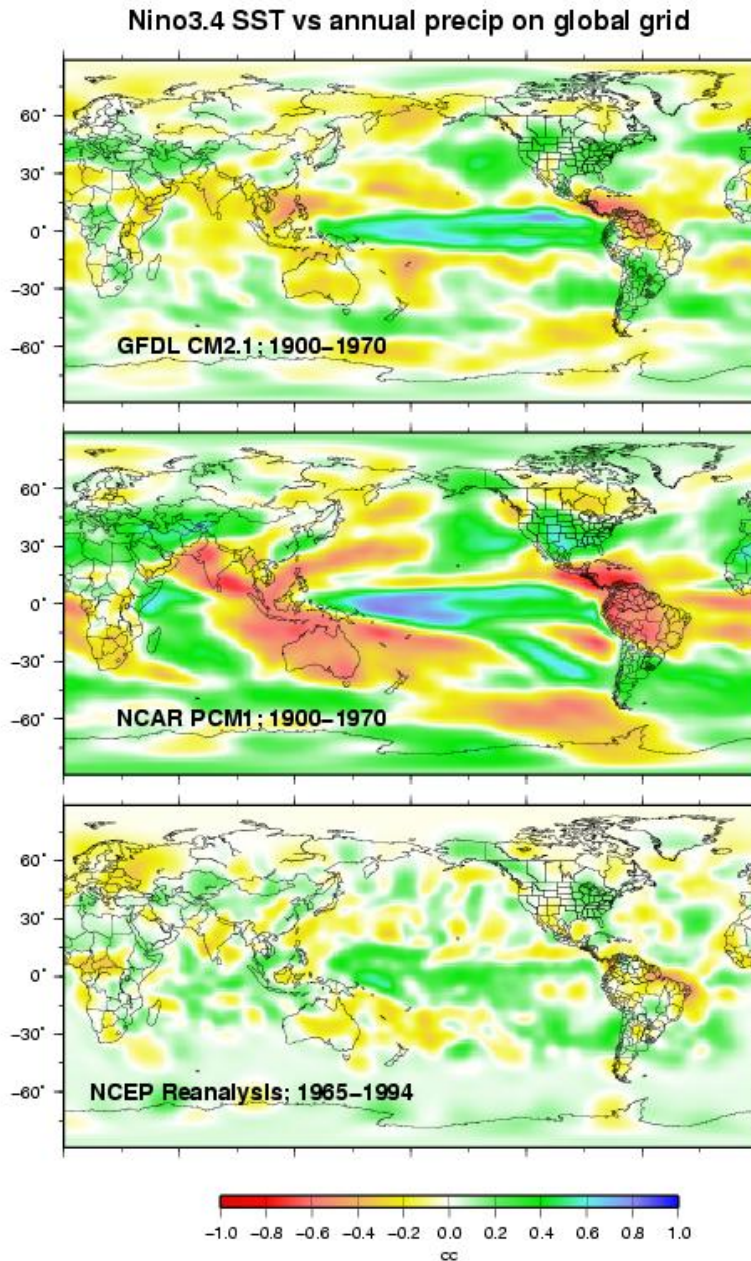 Nino3.4 SST vs annual precip on global grid
60°
30°
0°
−30°
−60°
GFDL CM2.1; 1900−1970
60°
30°
0°
−30°
−60°
NCAR PCM1; 1900−1970
60°
30°
0°
−30°
−60°
NCEP Reanalysis; 1965−1994
−1.0 −0.8 −0.6 −0.4 −0.2 0.0 0.2 0.4 0.6 0.8 1.0
cc